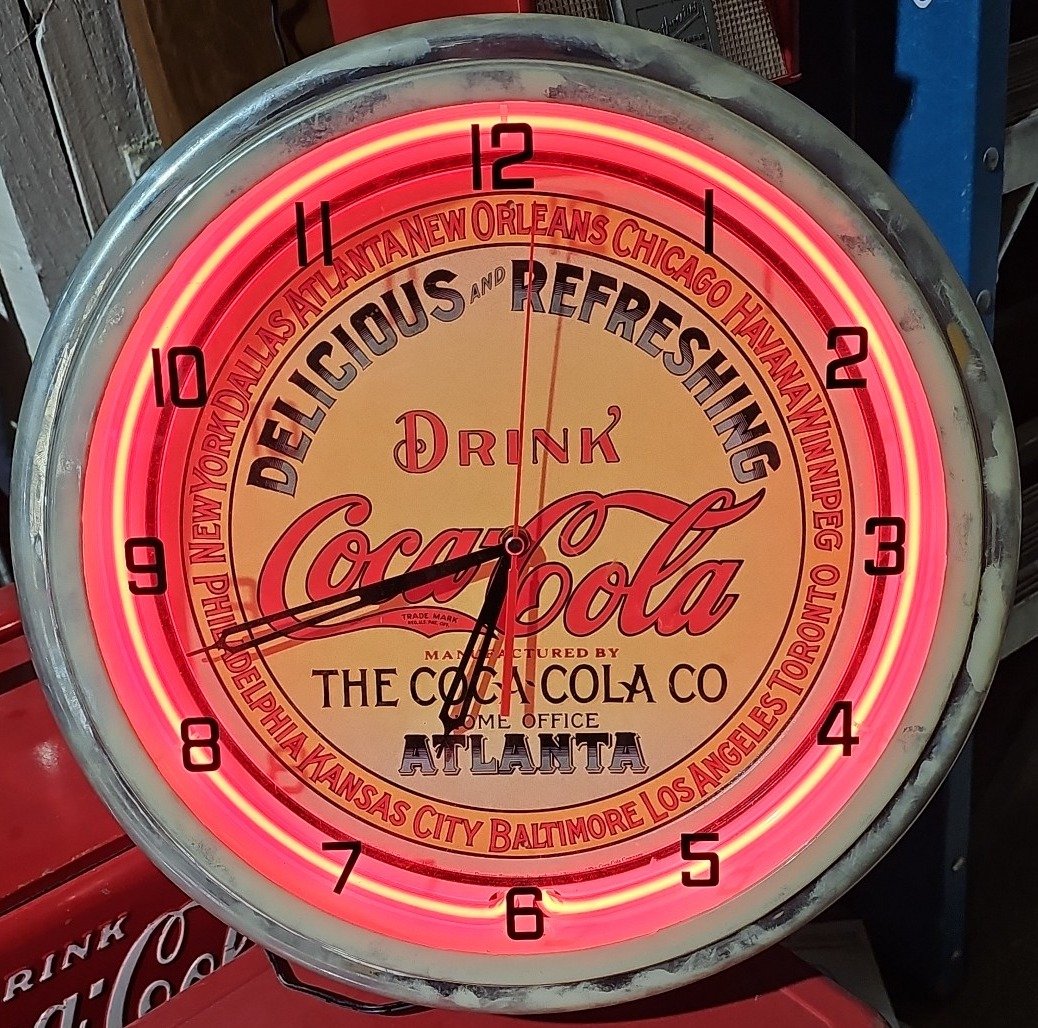 12
1
2
3
4
5
6
7
8
9
10
11
PHILADELPHIA NEW YORK DALLAS ATLANTA NEW ORLEANS CHICAGO HAVANA WINNIPEG TORONTO LOS ANGELES BALTIMORE KANSAS CITY
DELICIOUS AND REFRESHING
DRINK
Coca-Cola
TRADE MARK
MANUFACTURED BY
THE COCA-COLA CO
HOME OFFICE
ATLANTA
DRINK
Coca-Cola